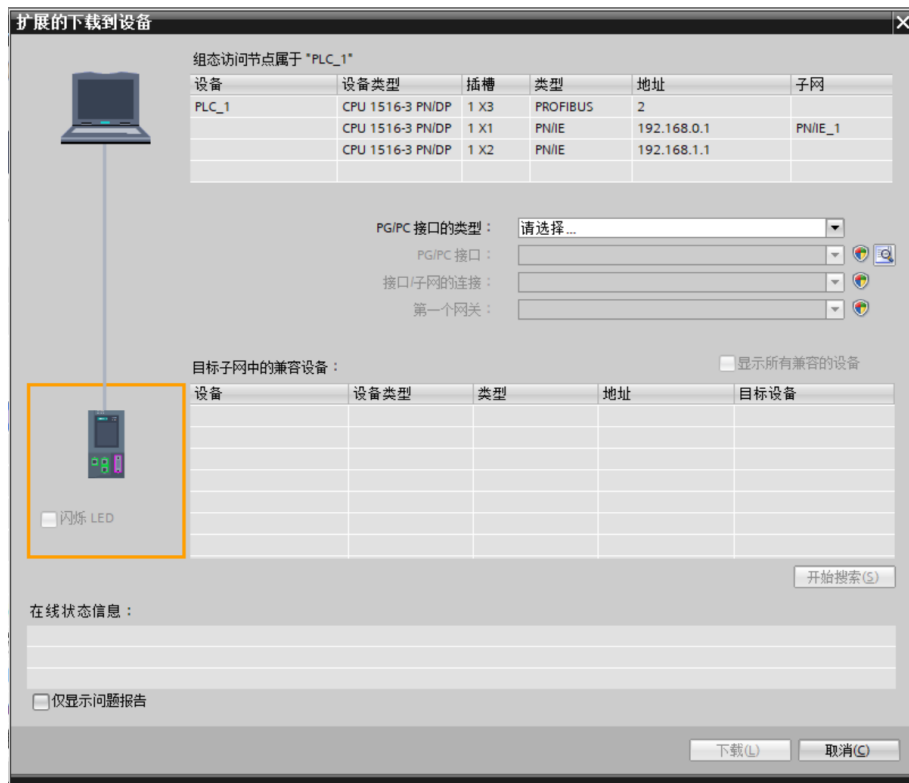 扩展的下载到设备
组态访问节点属于 "PLC_1"
设备 设备类型 插槽 类型 地址 子网
PLC_1 CPU 1516-3 PN/DP 1 X3 PROFIBUS 2
CPU 1516-3 PN/DP 1 X1 PN/IE 192.168.0.1 PN/IE_1
CPU 1516-3 PN/DP 1 X2 PN/IE 192.168.1.1
PG/PC 接口的类型： 请选择...
PG/PC 接口：
接口/子网的连接：
第一个网关：
目标子网中的兼容设备： 显示所有兼容的设备
设备 设备类型 类型 地址 目标设备
闪烁 LED
开始搜索(S)
在线状态信息：
仅显示问题报告
下载(L) 取消(C)